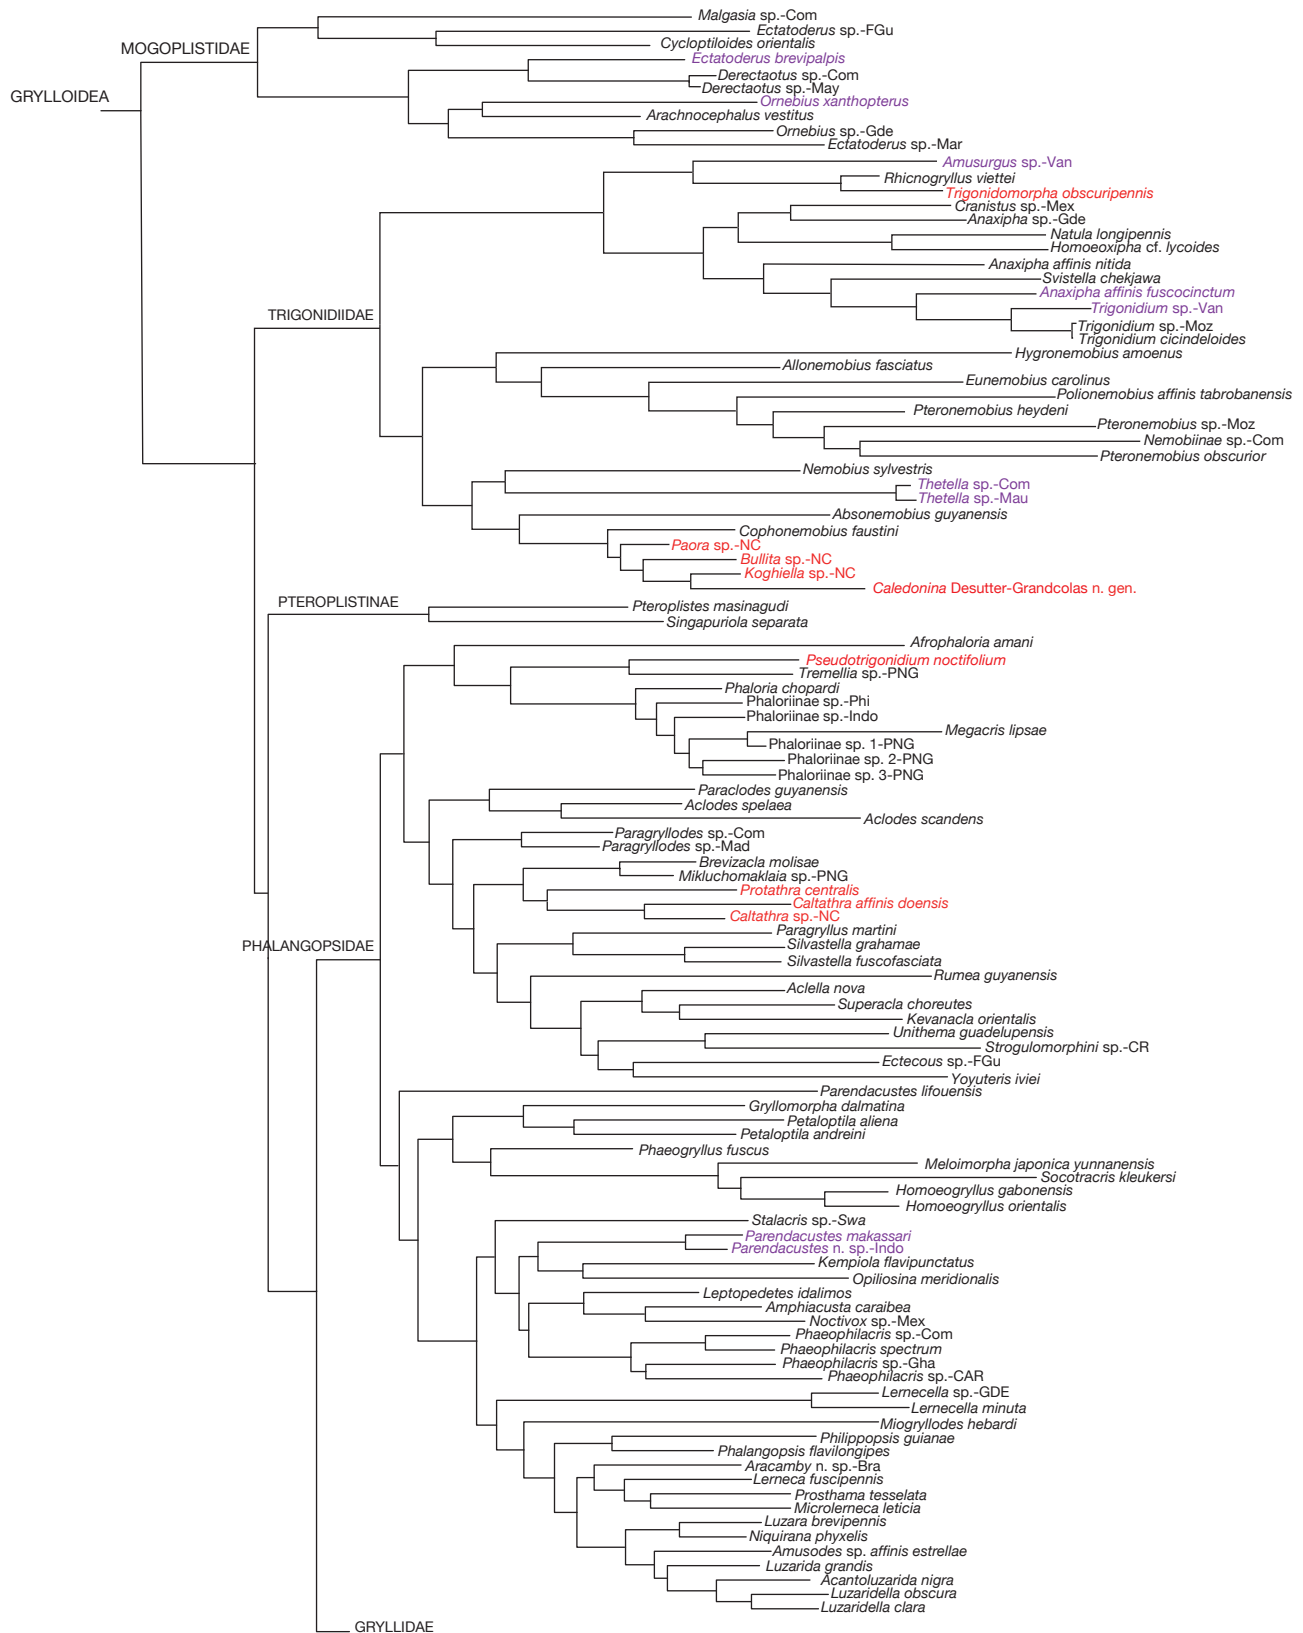 Malgasia sp.-Com
Ectatoderus sp.-FGu
Cycloptiloides orientalis
MOGOPLISTIDAE
Ectatoderus brevipalpis
Derectaotus sp.-Com
Derectaotus sp.-May
GRYLLOIDEA
Ornebius xanthopterus
Arachnocephalus vestitus
Ornebius sp.-Gde
Ectatoderus sp.-Mar
Amusurgus sp.-Van
Rhicnogryllus viettei
Trigonidomorpha obscuripennis
Cranistus sp.-Mex
Anaxipha sp.-Gde
Natula longipennis
Homoeoxipha cf. lycoides
Anaxipha affinis nitida
Svistella chekjawa
Anaxipha affinis fuscocinctum
Trigonidium sp.-Van
TRIGONIDIIDAE
Trigonidium sp.-Moz
Trigonidium cicindeloides
Hygronemobius amoenus
Allonemobius fasciatus
Eunemobius carolinus
Polionemobius affinis tabrobanensis
Pteronemobius heydeni
Pteronemobius sp.-Moz
Nemobiinae sp.-Com
Pteronemobius obscurior
Nemobius sylvestris
Thetella sp.-Com
Thetella sp.-Mau
Absonemobius guyanensis
Cophonemobius faustini
Paora sp.-NC
Bullita sp.-NC
Koghiella sp.-NC
Caledonina Desutter-Grandcolas n. gen.
PTEROPLISTINAE
Pteroplistes masinagudi
Singapuriola separata
Afrophaloria amani
Pseudotrigonidium noctifolium
Tremellia sp.-PNG
Phaloria chopardi
Phaloriinae sp.-Phi
Phaloriinae sp.-Indo
Megacris lipsae
Phaloriinae sp. 1-PNG
Phaloriinae sp. 2-PNG
Phaloriinae sp. 3-PNG
Paraclodes guyanensis
Aclodes spelaea
Aclodes scandens
Paragryllodes sp.-Com
Paragryllodes sp.-Mad
Brevizacla molisae
Mikluchomaklaia sp.-PNG
Protathra centralis
Caltathra affinis doensis
Caltathra sp.-NC
Paragryllus martini
PHALANGOPSIDAE
Silvastella grahamae
Silvastella fuscofasciata
Rumea guyanensis
Aclella nova
Superacla choreutes
Kevanacla orientalis
Unithema guadelupensis
Strogulomorphini sp.-CR
Ectecous sp.-FGu
Yoyuteris iviei
Parendacustes lifouensis
Gryllomorpha dalmatina
Petaloptila aliena
Petaloptila andreini
Phaeogryllus fuscus
Meloimorpha japonica yunnanensis
Socotracris kleukersi
Homoeogryllus gabonensis
Homoeogryllus orientalis
Stalacris sp.-Swa
Parendacustes makassari
Parendacustes n. sp.-Indo
Kempiola flavipunctatus
Opiliosina meridionalis
Leptopedetes idalimos
Amphiacusta caraibea
Noctivox sp.-Mex
Phaeophilacris sp.-Com
Phaeophilacris spectrum
Phaeophilacris sp.-Gha
Phaeophilacris sp.-CAR
Lernecella sp.-GDE
Lernecella minuta
Miogryllodes hebardi
Philippopsis guianae
Phalangopsis flavilongipes
Aracamby n. sp.-Bra
Lerneca fuscipennis
Prosthama tesselata
Microlerneca leticia
Luzara brevipennis
Niquirana phyxelis
Amusodes sp. affinis estrellae
Luzarida grandis
Acantoluzarida nigra
Luzaridella obscura
Luzaridella clara
GRYLLIDAE